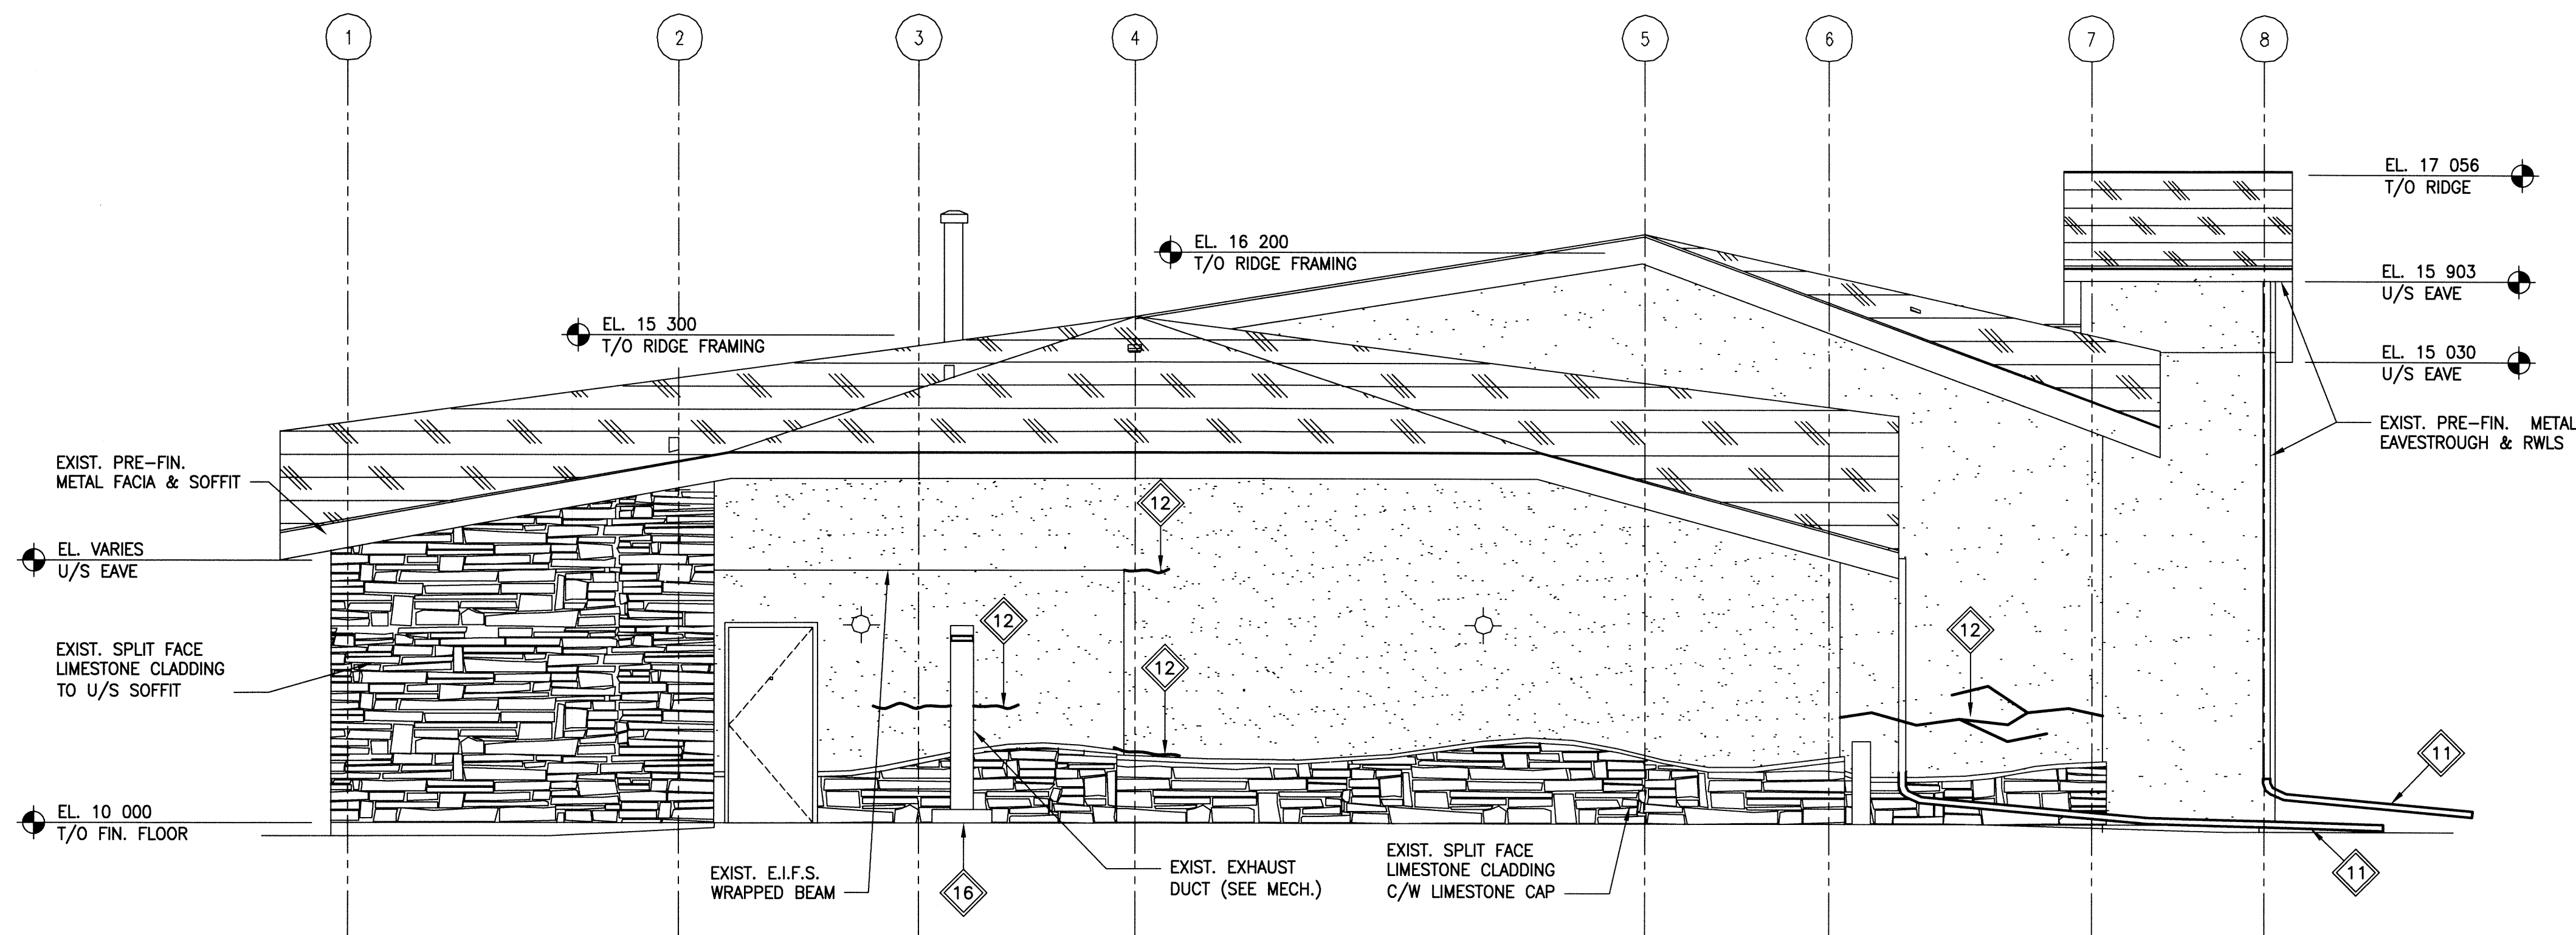 1
2
3
4
5
6
7
8
EL. 17 056
T/O RIDGE
EL. 16 200
T/O RIDGE FRAMING
EL. 15 903
U/S EAVE
EL. 15 300
T/O RIDGE FRAMING
EL. 15 030
U/S EAVE
EXIST. PRE-FIN. METAL
EAVESTROUGH & RWLS
EXIST. PRE-FIN.
METAL FACIA & SOFFIT
12
EL. VARIES
U/S EAVE
12
12
12
EXIST. SPLIT FACE
LIMESTONE CLADDING
TO U/S SOFFIT
11
EL. 10 000
T/O FIN. FLOOR
EXIST. E.I.F.S.
WRAPPED BEAM
16
EXIST. EXHAUST
DUCT (SEE MECH.)
EXIST. SPLIT FACE
LIMESTONE CLADDING
C/W LIMESTONE CAP
11